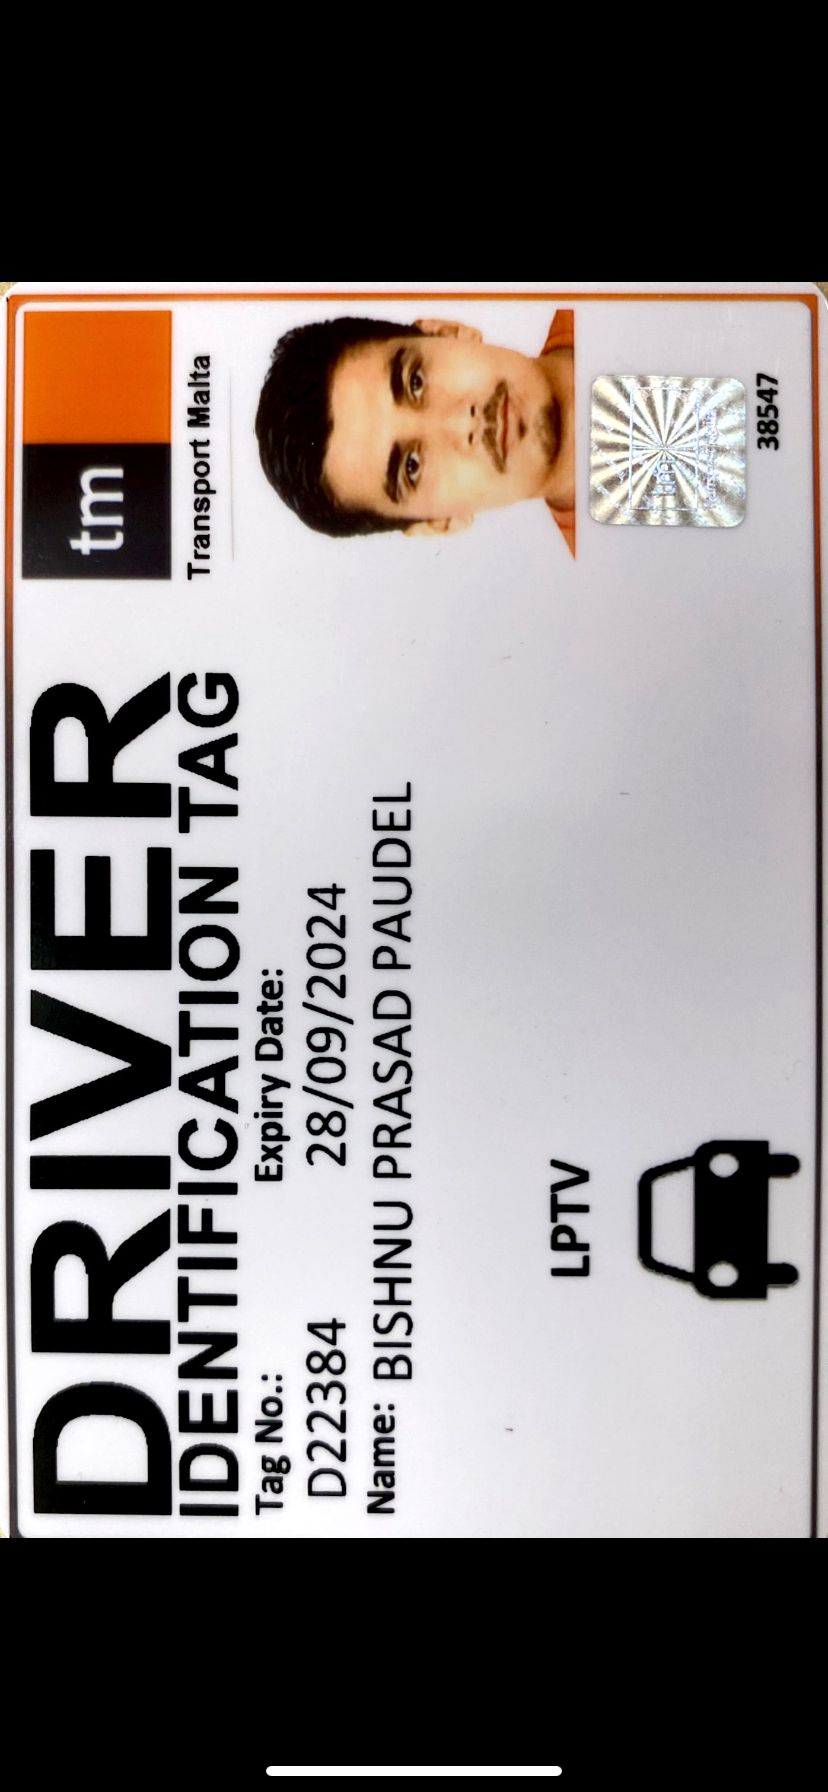 DRIVER
IDENTIFICATION TAG
Tag No.: Expiry Date:
D22384 28/09/2024
Name: BISHNU PRASAD PAUDEL
LPTV
tm
Transport Malta
38547